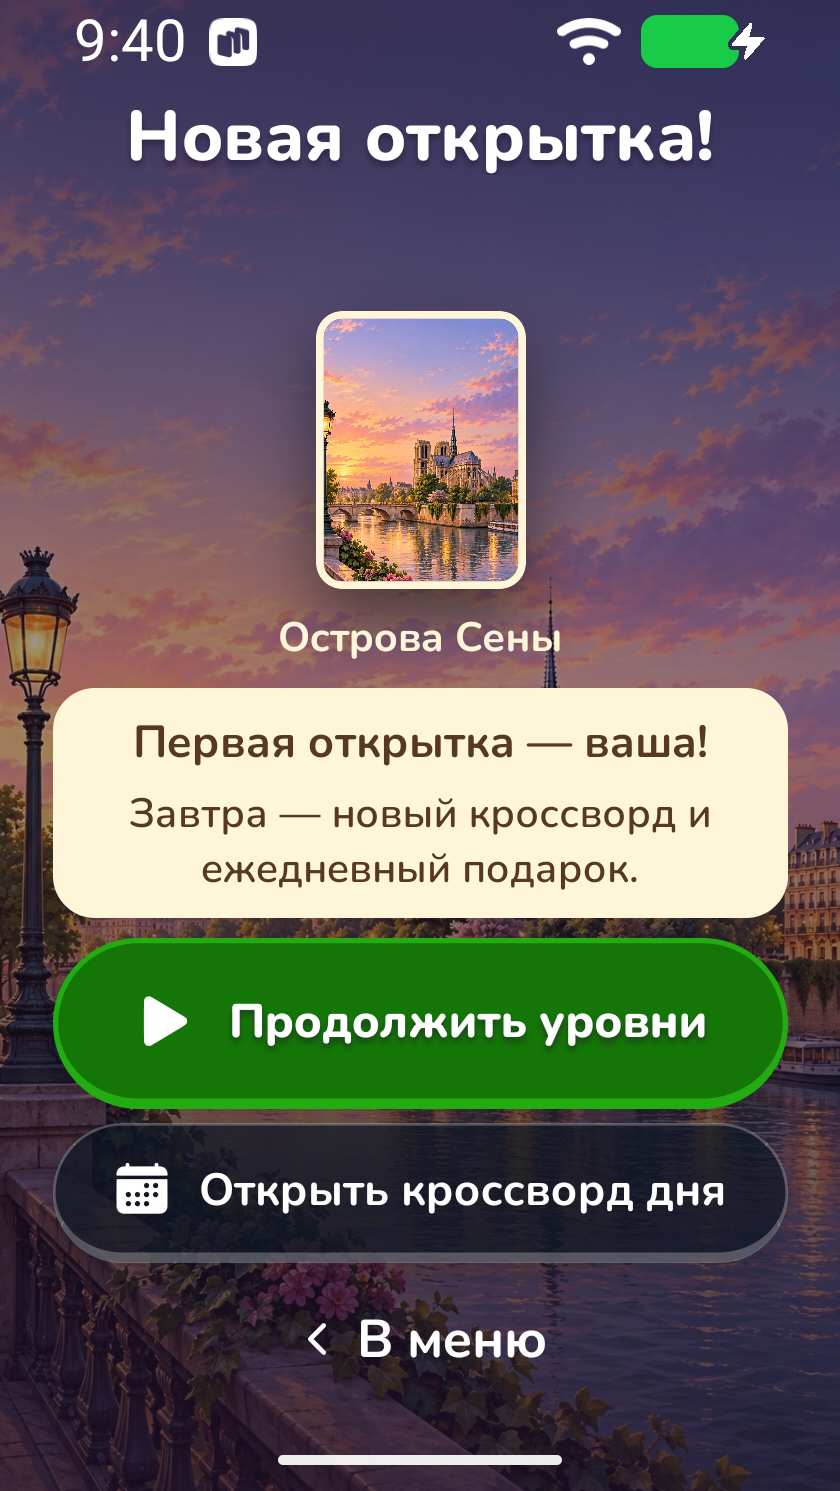 9:40
Новая открытка!
Острова Сены
Первая открытка — ваша!
Завтра — новый кроссворд и
ежедневный подарок.
Продолжить уровни
Открыть кроссворд дня
В меню